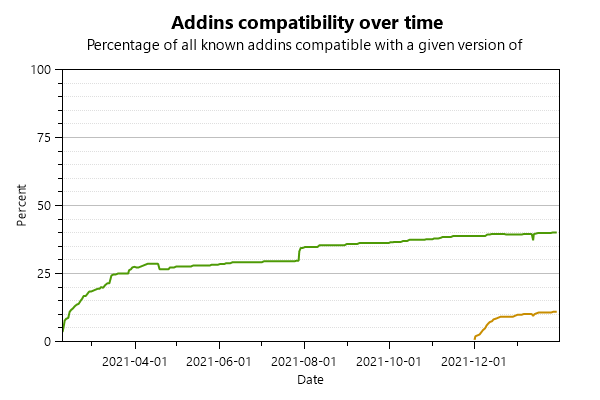 Addins compatibility over time
Percentage of all known addins compatible with a given version of
100
75
50
25
0
Percent
2021-04-01 2021-06-01 2021-08-01 2021-10-01 2021-12-01
Date